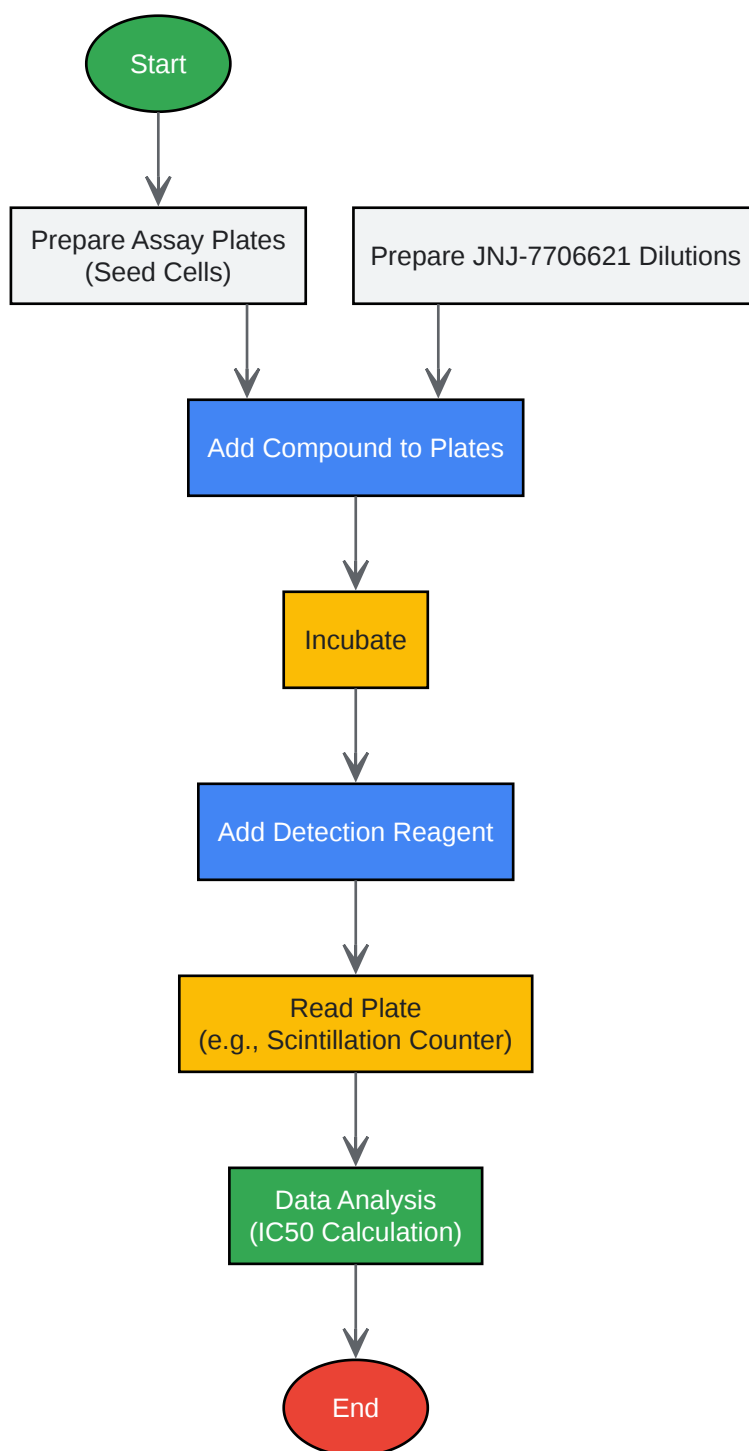 Start
Prepare Assay Plates
(Seed Cells)
Prepare JNJ-7706621 Dilutions
Add Compound to Plates
Incubate
Add Detection Reagent
Read Plate
(e.g., Scintillation Counter)
Data Analysis
(IC50 Calculation)
End